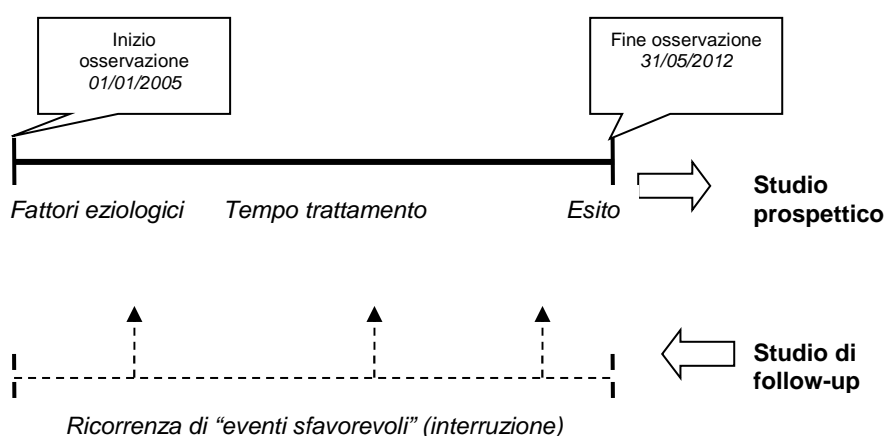 Inizio
osservazione
01/01/2005
Fine osservazione
31/05/2012
Fattori eziologici Tempo trattamento Esito
Studio
prospettico
Studio di
follow-up
Ricorrenza di “eventi sfavorevoli” (interruzione)